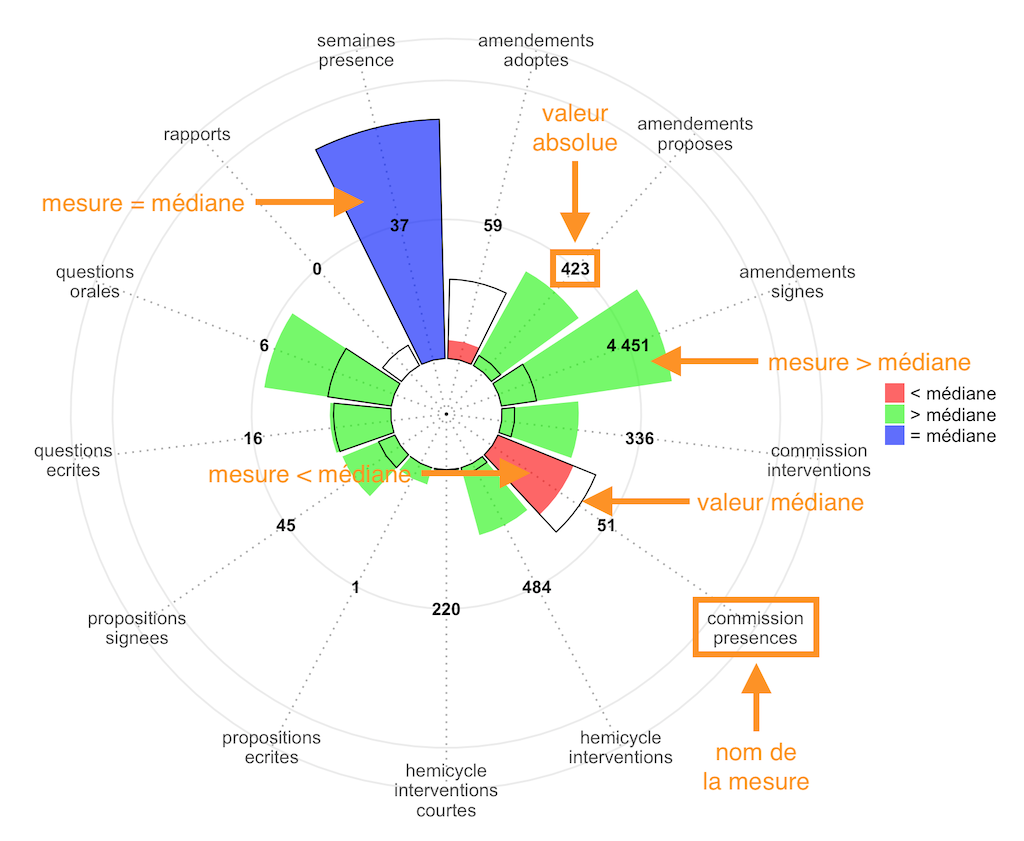 semaines
presence
amendements
adoptes
valeur
absolue
amendements
proposes
rapports
mesure = médiane
37
59
0
423
questions
orales
amendements
signes
6
4 451
mesure > médiane
< médiane
> médiane
= médiane
16
336
questions
ecrites
commission
interventions
mesure < médiane
valeur médiane
45
51
1
484
220
propositions
signees
commission
presences
propositions
ecrites
hemicycle
interventions
nom de
la mesure
hemicycle
interventions
courtes